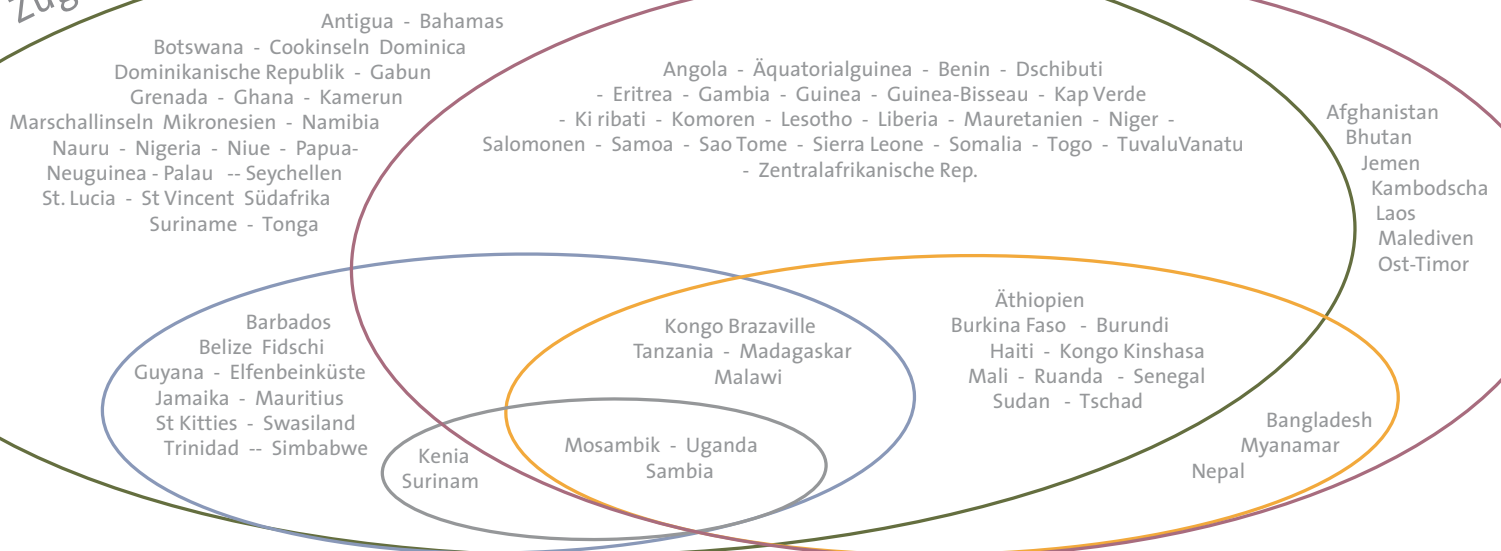 Zug
Antigua - Bahamas
Botswana - Cookinseln Dominica
Dominikanische Republik - Gabun
Grenada - Ghana - Kamerun
Marschallinseln Mikronesien - Namibia
Nauru - Nigeria - Niue - Papua-
Neuguinea - Palau -- Seychellen
St. Lucia - St Vincent Südafrika
Suriname - Tonga
Angola - Äquatorialguinea - Benin - Dschibuti
- Eritrea - Gambia - Guinea - Guinea-Bisseau - Kap Verde
- Ki ribati - Komoren - Lesotho - Liberia - Mauretanien - Niger -
Salomonen - Samoa - Sao Tome - Sierra Leone - Somalia - Togo - TuvaluVanatu
- Zentralafrikanische Rep.
Afghanistan
Bhutan
Jemen
Kambodscha
Laos
Malediven
Ost-Timor
Barbados
Belize Fidschi
Guyana - Elfenbeinküste
Jamaika - Mauritius
St Kitties - Swasiland
Trinidad -- Simbabwe
Kongo Brazaville
Tanzania - Madagaskar
Malawi
Äthiopien
Burkina Faso - Burundi
Haiti - Kongo Kinshasa
Mali - Ruanda - Senegal
Sudan - Tschad
Kenia
Surinam
Mosambik - Uganda
Sambia
Bangladesh
Myanamar
Nepal